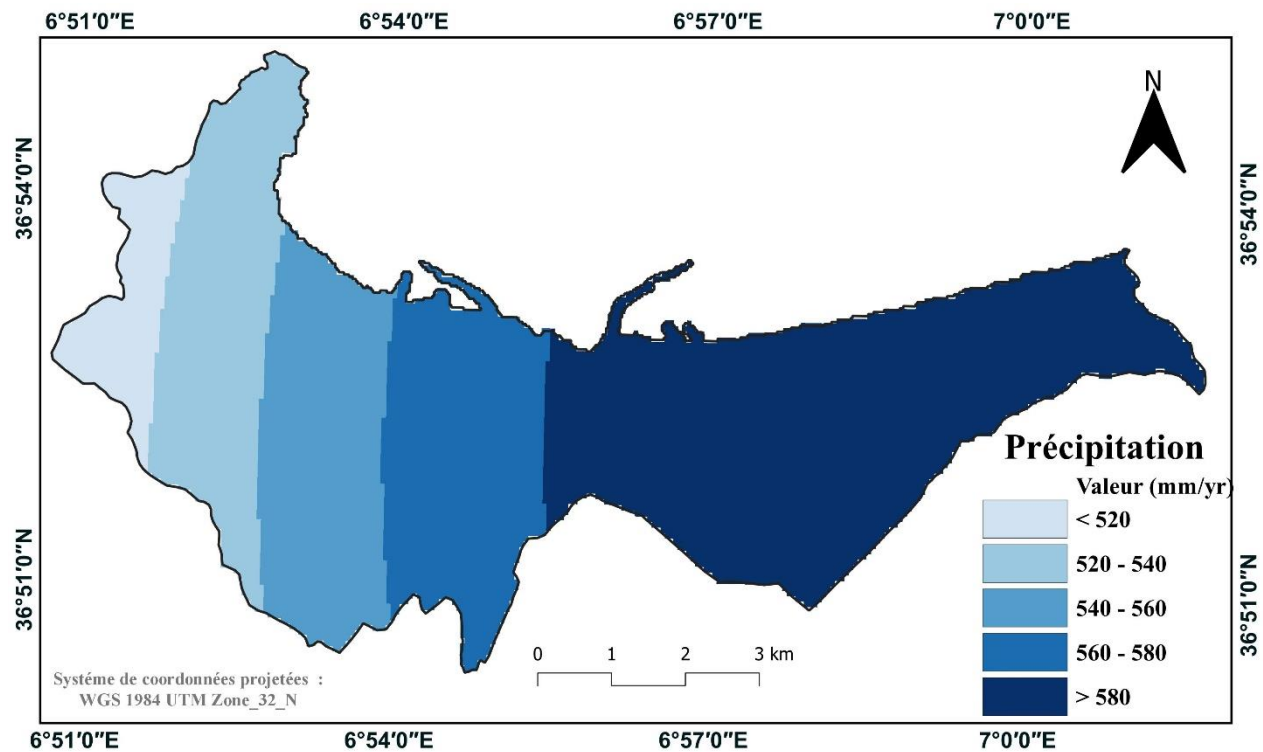 6°51′0″E 6°54′0″E 6°57′0″E 7°0′0″E
N
36°54′0″N
36°54′0″N
36°51′0″N
36°51′0″N
Précipitation
Valeur (mm/yr)
< 520
520 - 540
540 - 560
560 - 580
> 580
0 1 2 3 km
Systéme de coordonnées projetées :
WGS 1984 UTM Zone_32_N
6°51′0″E 6°54′0″E 6°57′0″E 7°0′0″E